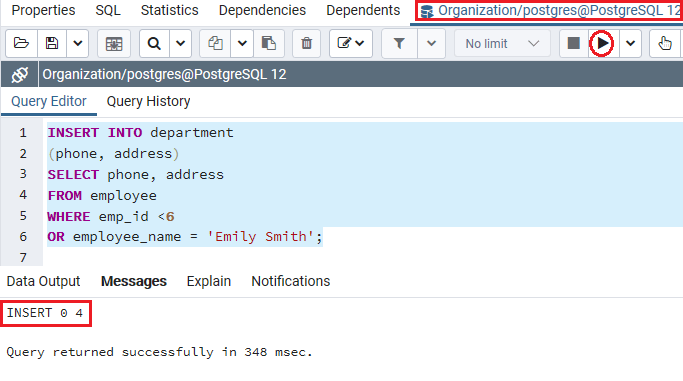 Properties SQL Statistics Dependencies Dependents Organization/postgres@PostgreSQL 12
No limit
Organization/postgres@PostgreSQL 12
Query Editor Query History
1 INSERT INTO department
2 (phone, address)
3 SELECT phone, address
4 FROM employee
5 WHERE emp_id <6
6 OR employee_name = 'Emily Smith';
7
Data Output Messages Explain Notifications
INSERT 0 4
Query returned successfully in 348 msec.